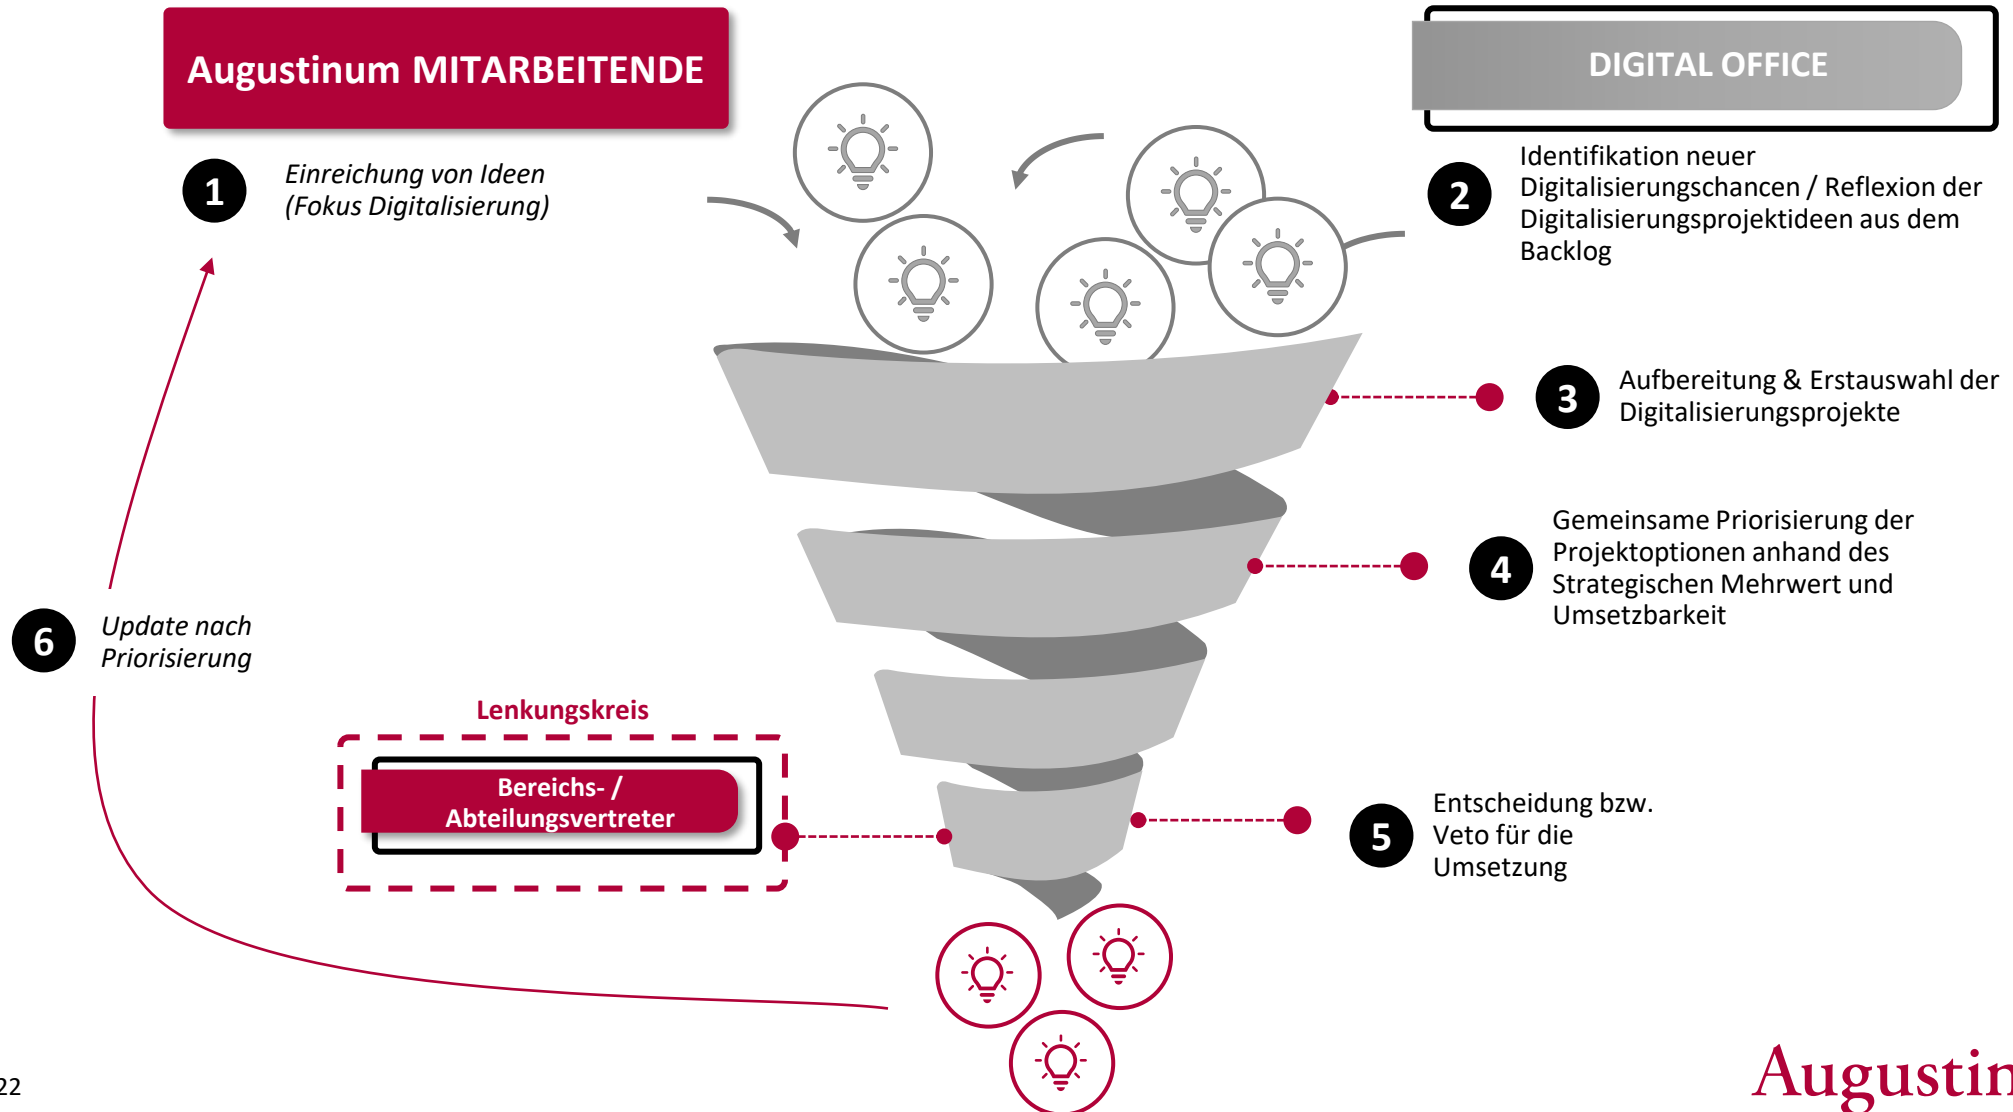 Augustinum MITARBEITENDE
DIGITAL OFFICE
1
Einreichung von Ideen
(Fokus Digitalisierung)
2
Identifikation neuer
Digitalisierungschancen / Reflexion der
Digitalisierungsprojektideen aus dem
Backlog
3
Aufbereitung & Erstauswahl der
Digitalisierungsprojekte
4
Gemeinsame Priorisierung der
Projektoptionen anhand des
Strategischen Mehrwert und
Umsetzbarkeit
6
Update nach
Priorisierung
Lenkungskreis
Bereichs- /
Abteilungsvertreter
5
Entscheidung bzw.
Veto für die
Umsetzung
22
Augustin